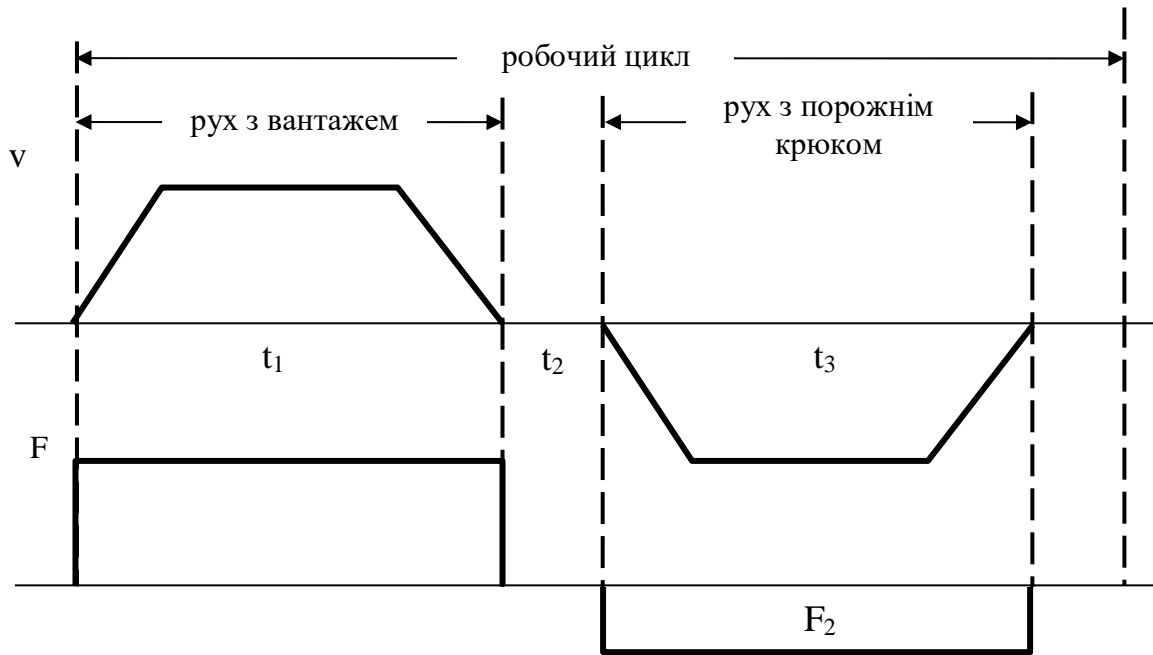 робочий цикл
рух з вантажем
рух з порожнім
крюком
v
t₁
t₂
t₃
F
F₂